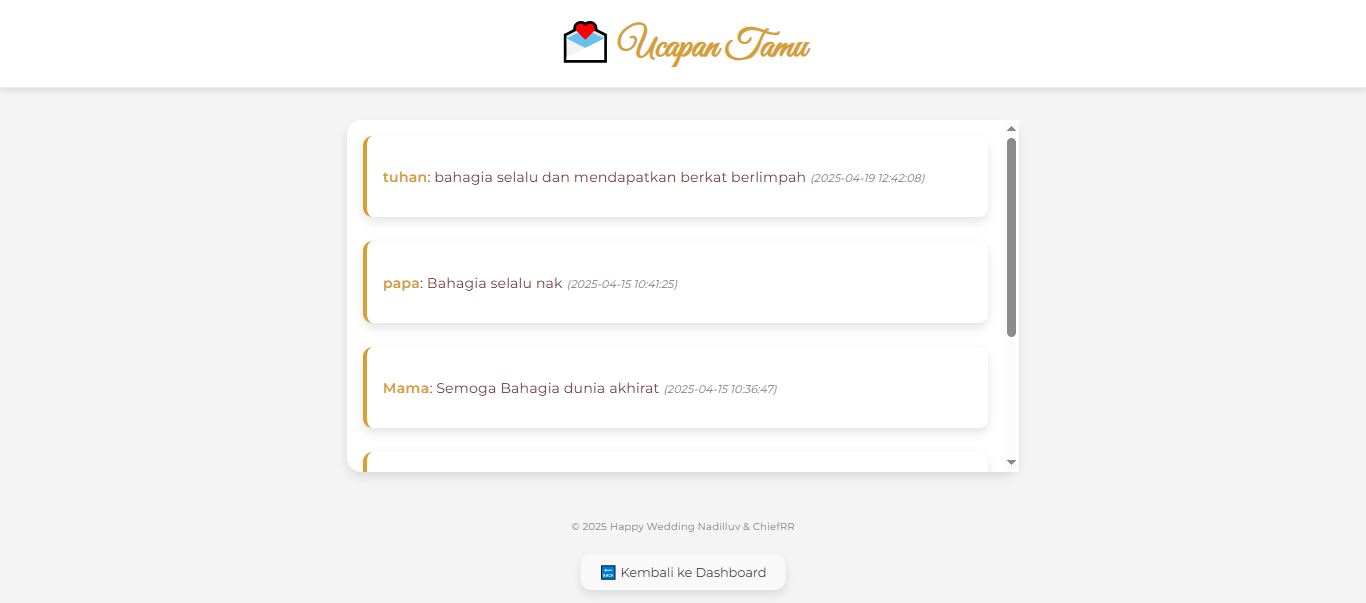 Ucapan Tamu
tuhan: bahagia selalu dan mendapatkan berkat berlimpah (2025-04-19 12:42:08)
papa: Bahagia selalu nak (2025-04-15 10:41:25)
Mama: Semoga Bahagia dunia akhirat (2025-04-15 10:36:47)
© 2025 Happy Wedding Nadilluv & ChiefRR
BACK Kembali ke Dashboard